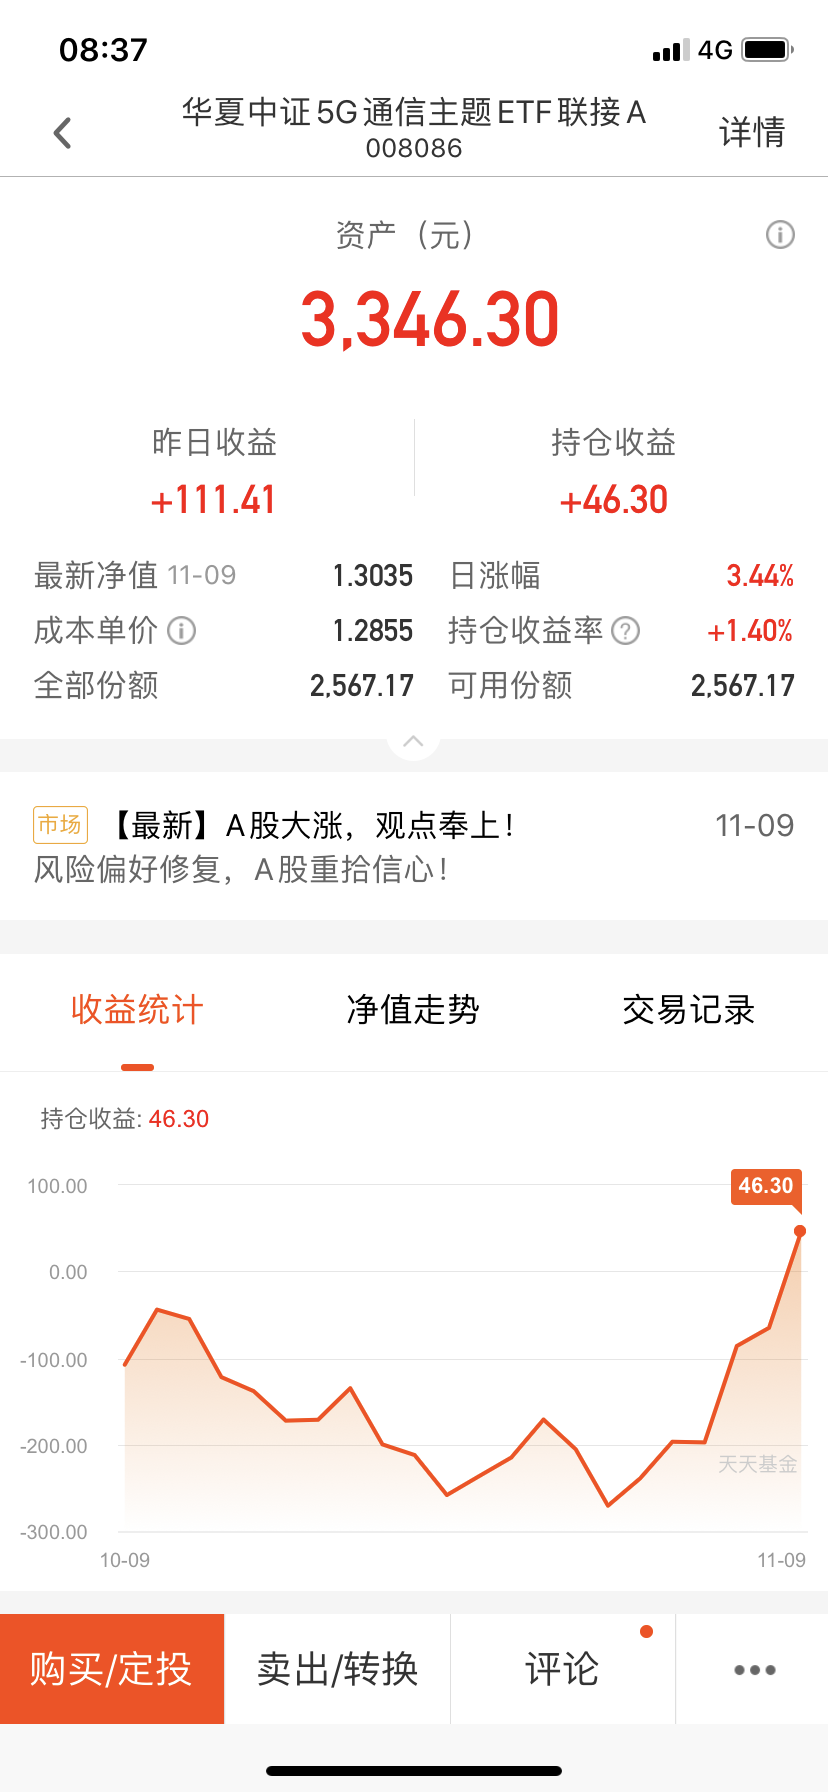 08:37 4G
华夏中证5G通信主题ETF联接A
008086
详情
资产（元）
3,346.30
昨日收益 持仓收益
+111.41 +46.30
最新净值 11-09 1.3035 日涨幅 3.44%
成本单价 1.2855 持仓收益率 +1.40%
全部份额 2,567.17 可用份额 2,567.17
市场 【最新】A股大涨，观点奉上！ 11-09
风险偏好修复，A股重拾信心！
收益统计 净值走势 交易记录
持仓收益: 46.30
100.00
46.30
0.00
-100.00
-200.00
天天基金
-300.00
10-09 11-09
购买/定投 卖出/转换 评论